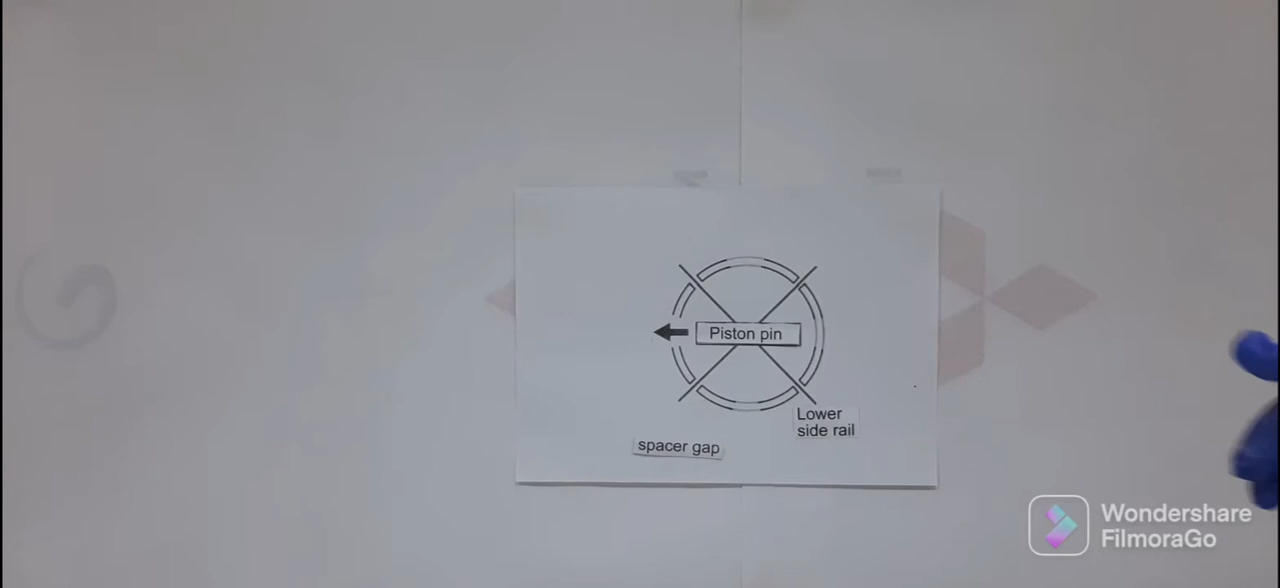 Piston pin
Lower
side rail
spacer gap
Wondershare
FilmoraGo